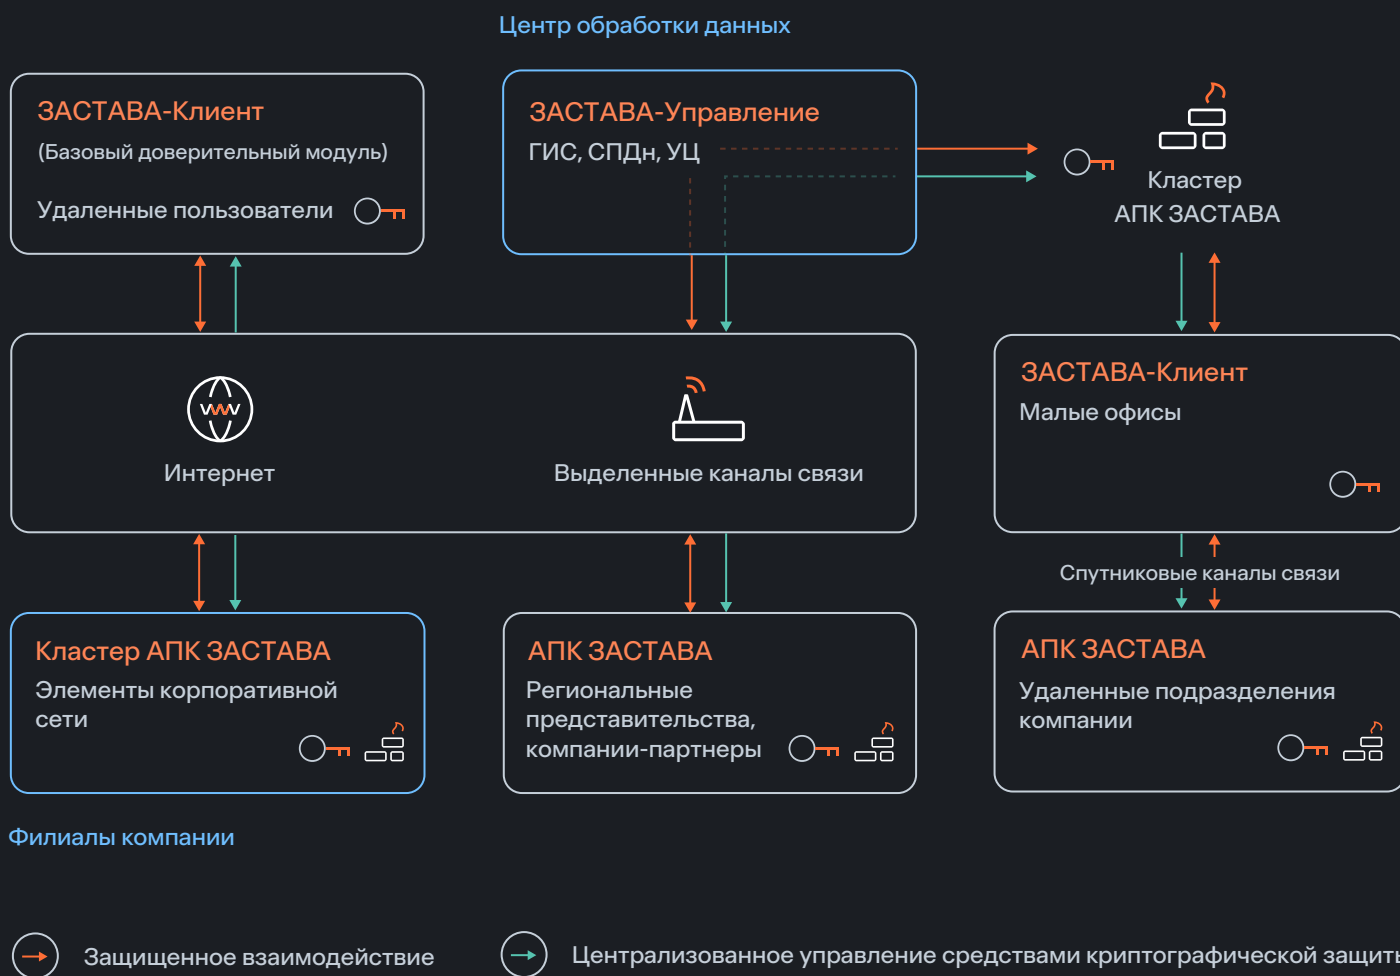 Центр обработки данных
ЗАСТАВА-Клиент
(Базовый доверительный модуль)
Удаленные пользователи
ЗАСТАВА-Управление
ГИС, СПДн, УЦ
Кластер
АПК ЗАСТАВА
Интернет
Выделенные каналы связи
ЗАСТАВА-Клиент
Малые офисы
Спутниковые каналы связи
Кластер АПК ЗАСТАВА
Элементы корпоративной
сети
АПК ЗАСТАВА
Региональные
представительства,
компании-партнеры
АПК ЗАСТАВА
Удаленные подразделения
компании
Филиалы компании
Защищенное взаимодействие
Централизованное управление средствами криптографической